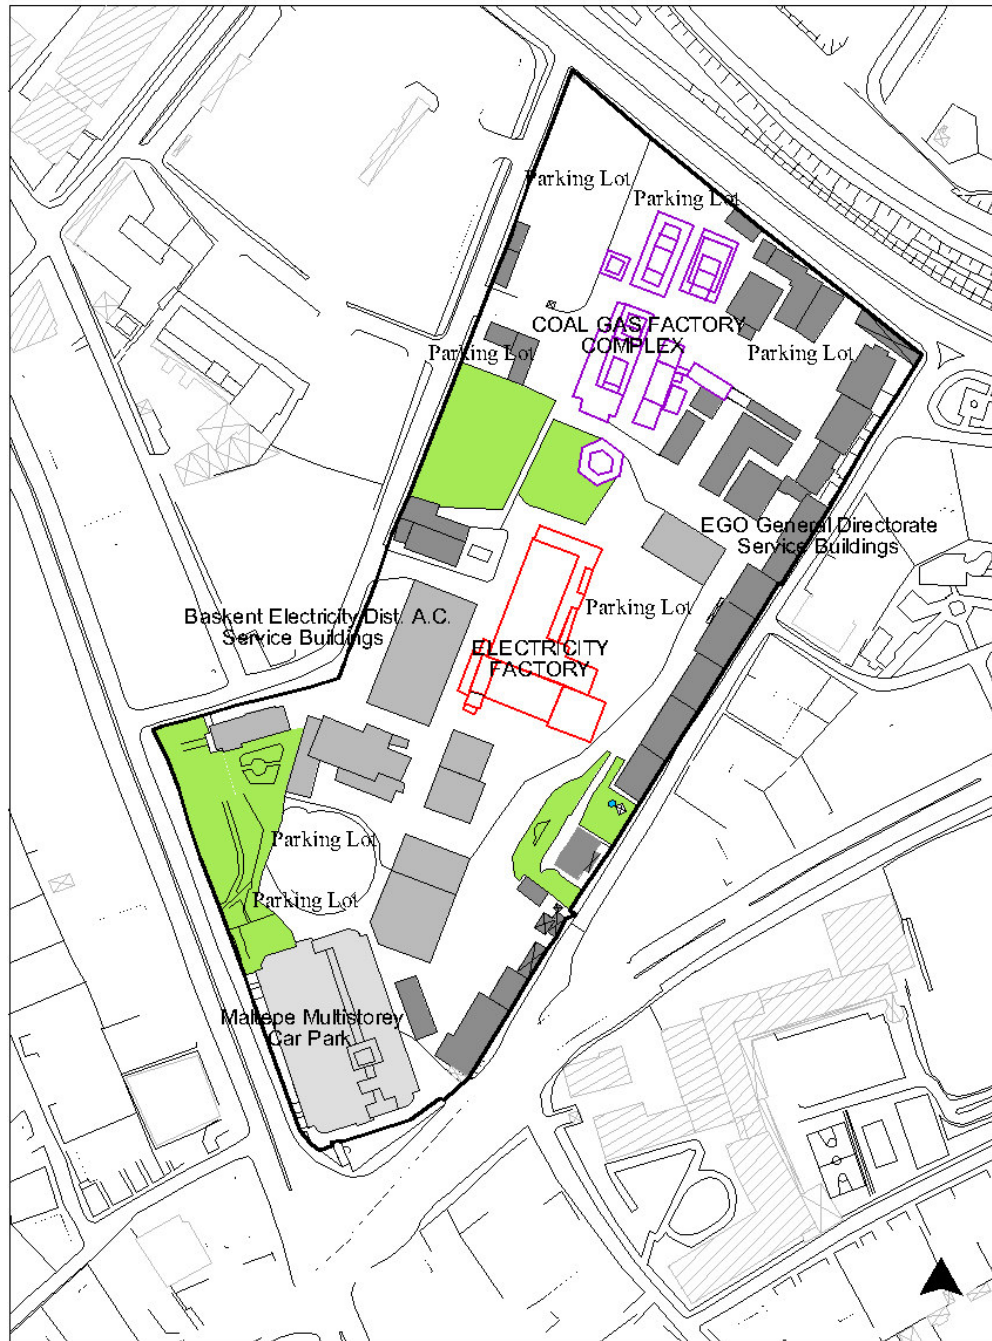 Parking Lot
Parking Lot
COAL GAS FACTORY
COMPLEX
Parking Lot
Parking Lot
EGO General Directorate
Service Buildings
Baskent Electricity Dist. A.C.
Service Buildings
Parking Lot
ELECTRICITY
FACTORY
Parking Lot
Parking Lot
Maltepe Multistorey
Car Park